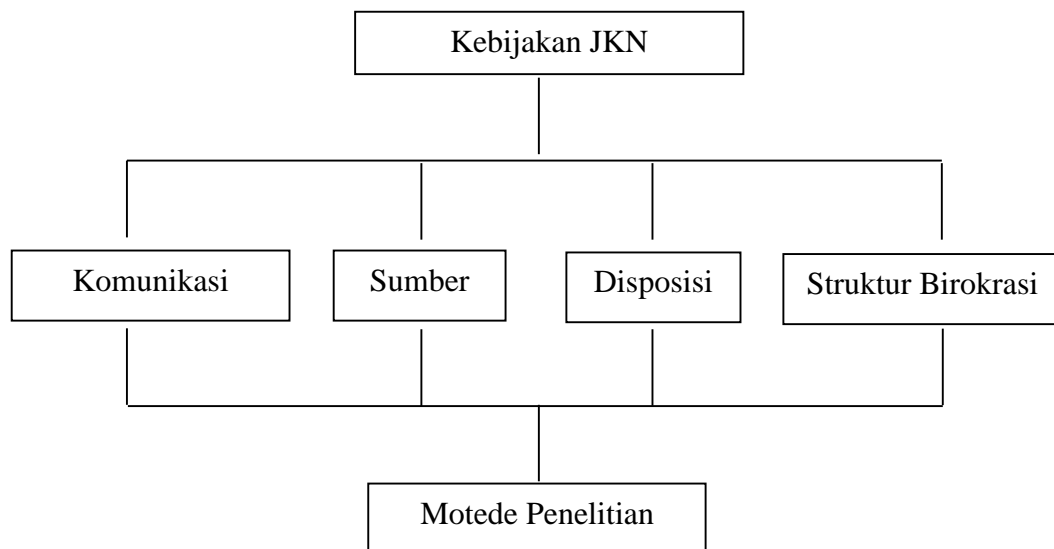 Kebijakan JKN
Komunikasi
Sumber
Disposisi
Struktur Birokrasi
Motede Penelitian